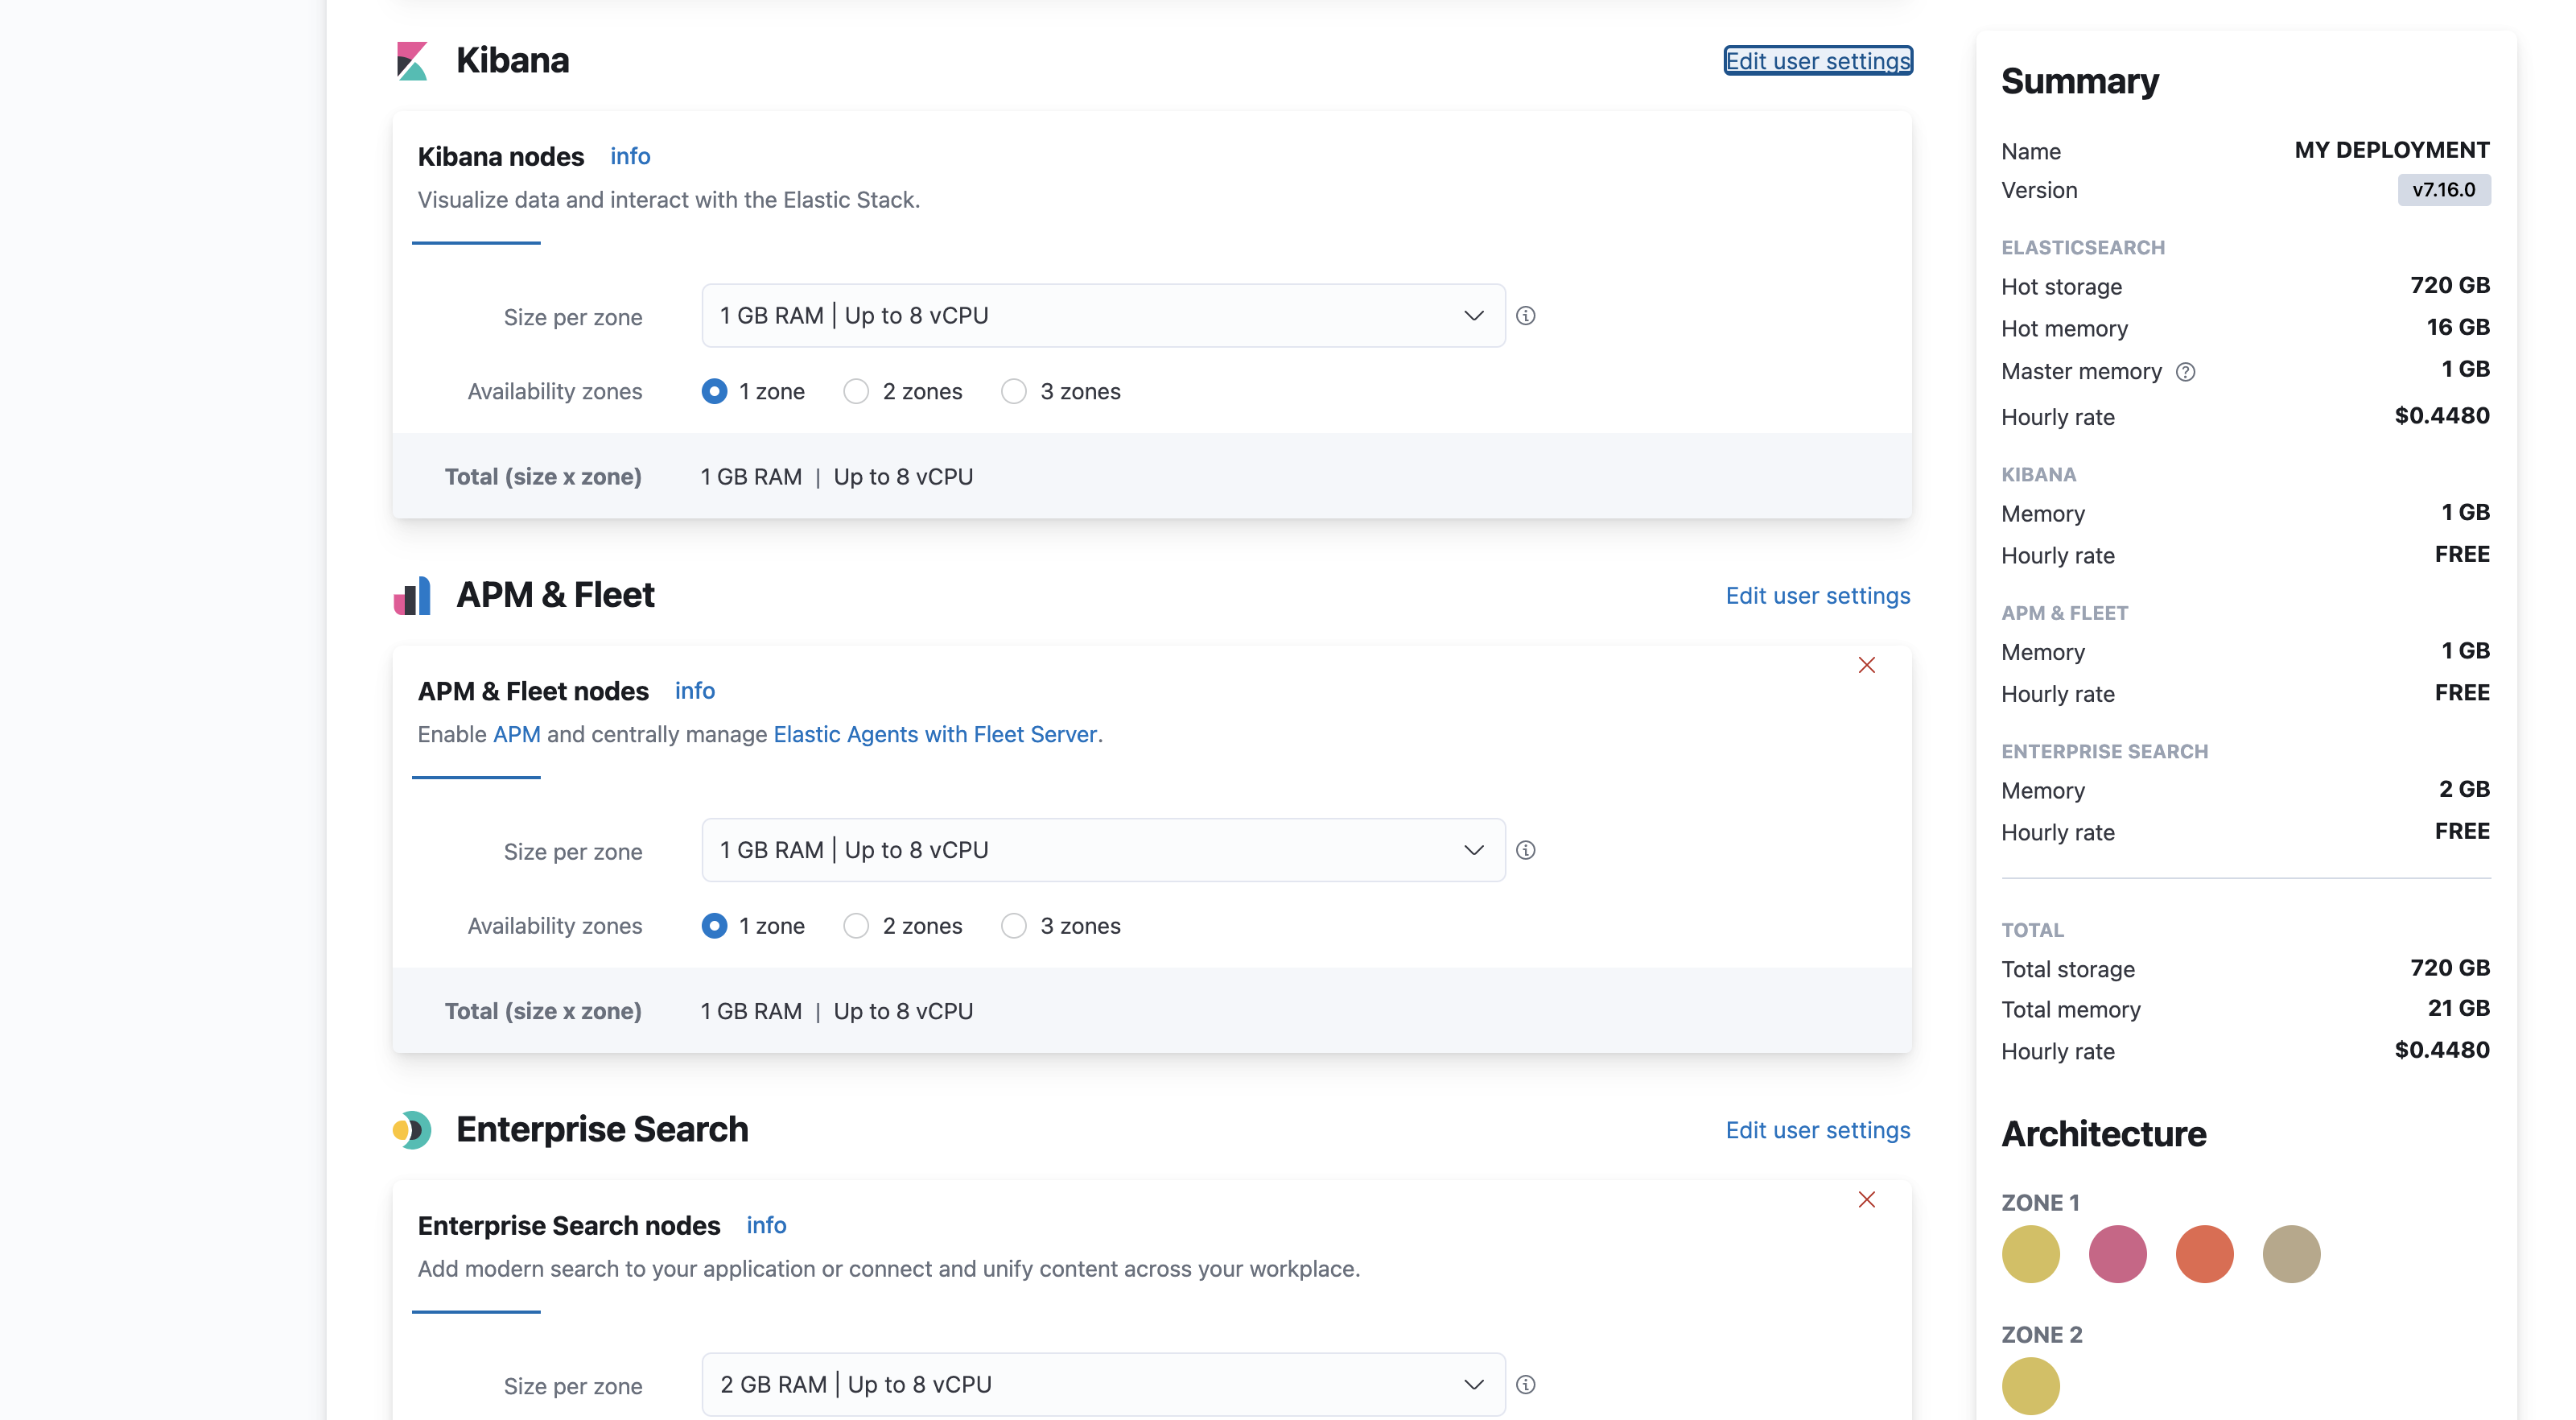 Kibana
Edit user settings
Kibana nodes info
Visualize data and interact with the Elastic Stack.
Size per zone 1 GB RAM | Up to 8 vCPU
Availability zones 1 zone 2 zones 3 zones
Total (size x zone) 1 GB RAM | Up to 8 vCPU
APM & Fleet
Edit user settings
APM & Fleet nodes info
Enable APM and centrally manage Elastic Agents with Fleet Server.
Size per zone 1 GB RAM | Up to 8 vCPU
Availability zones 1 zone 2 zones 3 zones
Total (size x zone) 1 GB RAM | Up to 8 vCPU
Enterprise Search
Edit user settings
Enterprise Search nodes info
Add modern search to your application or connect and unify content across your workplace.
Size per zone 2 GB RAM | Up to 8 vCPU
Summary
Name MY DEPLOYMENT
Version v7.16.0
ELASTICSEARCH
Hot storage 720 GB
Hot memory 16 GB
Master memory 1 GB
Hourly rate $0.4480
KIBANA
Memory 1 GB
Hourly rate FREE
APM & FLEET
Memory 1 GB
Hourly rate FREE
ENTERPRISE SEARCH
Memory 2 GB
Hourly rate FREE
TOTAL
Total storage 720 GB
Total memory 21 GB
Hourly rate $0.4480
Architecture
ZONE 1
ZONE 2